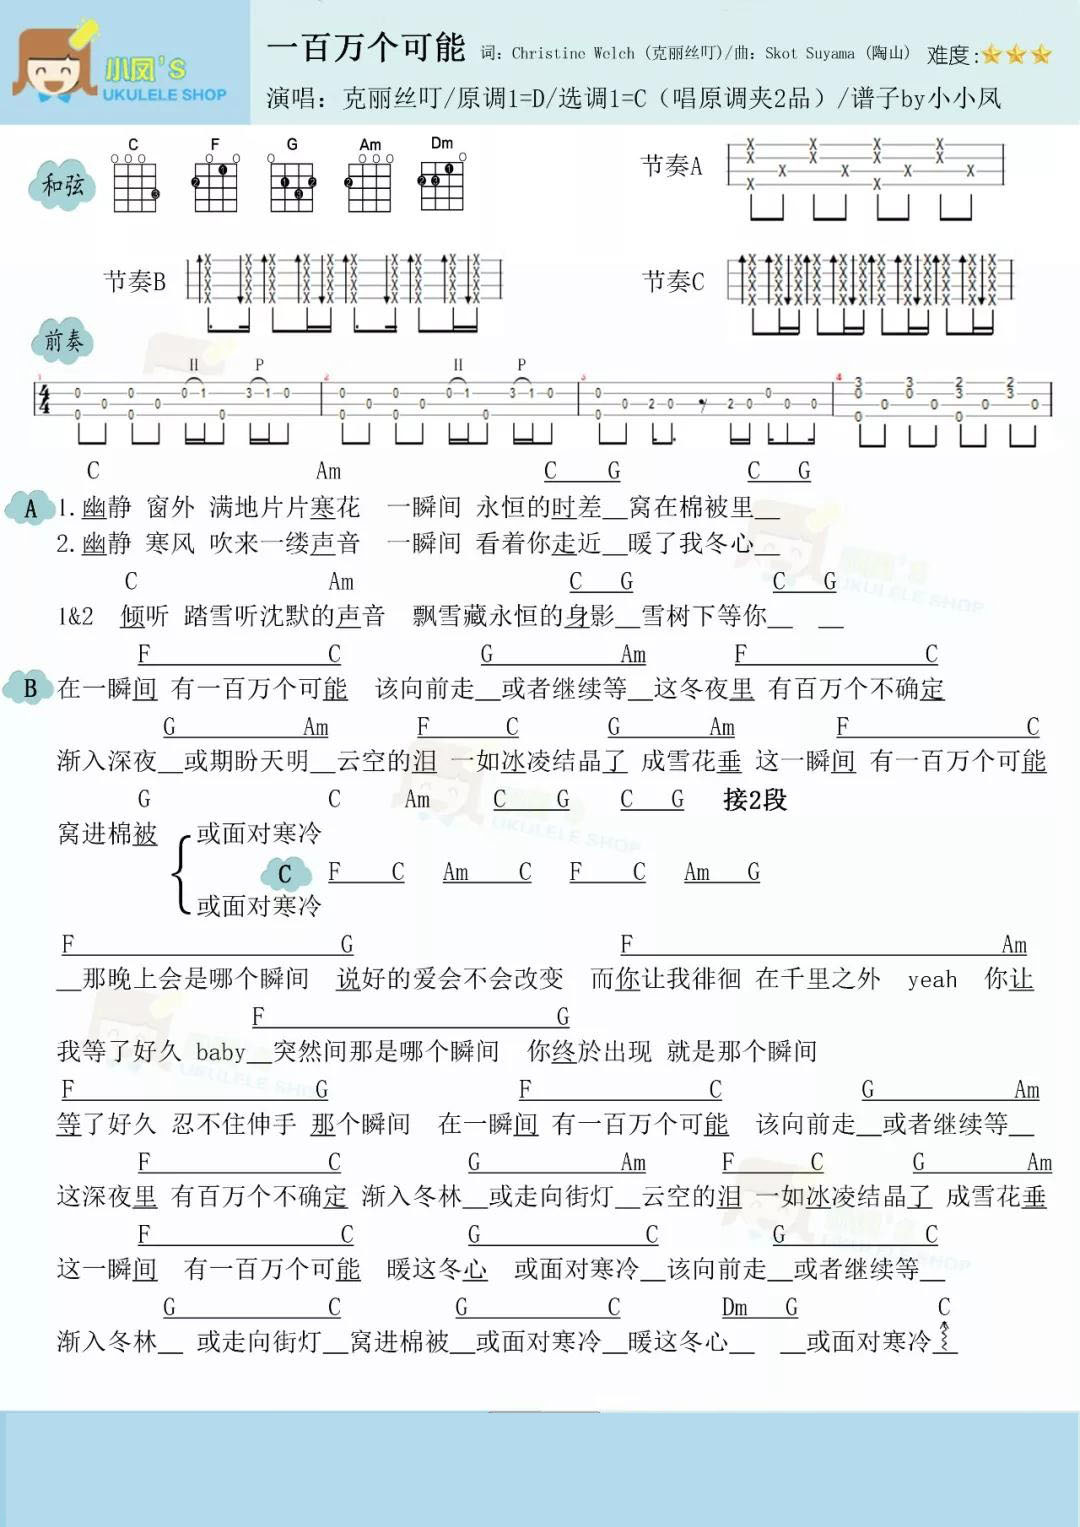 小凤's
UKULELE SHOP
一百万个可能 词：Christine Welch (克丽丝叮)/曲：Skot Suyama (陶山) 难度:
演唱：克丽丝叮/原调1=D/选调1=C（唱原调夹2品）/谱子by小小凤
和弦 C F G Am Dm
节奏A
节奏B
节奏C
前奏
H P H P
C Am C G C G
A 1.幽静 窗外 满地片片寒花 一瞬间 永恒的时差__窝在棉被里__
2.幽静 寒风 吹来一缕声音 一瞬间 看着你走近__暖了我冬心__
C Am C G C G
1&2 倾听 踏雪听沈默的声音 飘雪藏永恒的身影__雪树下等你__ __
F C G Am F C
B 在一瞬间 有一百万个可能 该向前走__或者继续等__这冬夜里 有百万个不确定
G Am F C G Am F C
渐入深夜__或期盼天明__云空的泪 一如冰凌结晶了 成雪花垂 这一瞬间 有一百万个可能
G C Am C G C G 接2段
窝进棉被 或面对寒冷
C F C Am C F C Am G
或面对寒冷
F G F Am
__那晚上会是哪个瞬间 说好的爱会不会改变 而你让我徘徊 在千里之外 yeah 你让
F G
我等了好久 baby__突然间那是哪个瞬间 你终於出现 就是那个瞬间
F G F C G Am
等了好久 忍不住伸手 那个瞬间 在一瞬间 有一百万个可能 该向前走__或者继续等__
F C G Am F C G Am
这深夜里 有百万个不确定 渐入冬林__或走向街灯__云空的泪 一如冰凌结晶了 成雪花垂
F C G C G C
这一瞬间 有一百万个可能 暖这冬心 或面对寒冷__该向前走__或者继续等__
G C G C Dm G C
渐入冬林__ 或走向街灯__窝进棉被__或面对寒冷__暖这冬心__ __或面对寒冷__